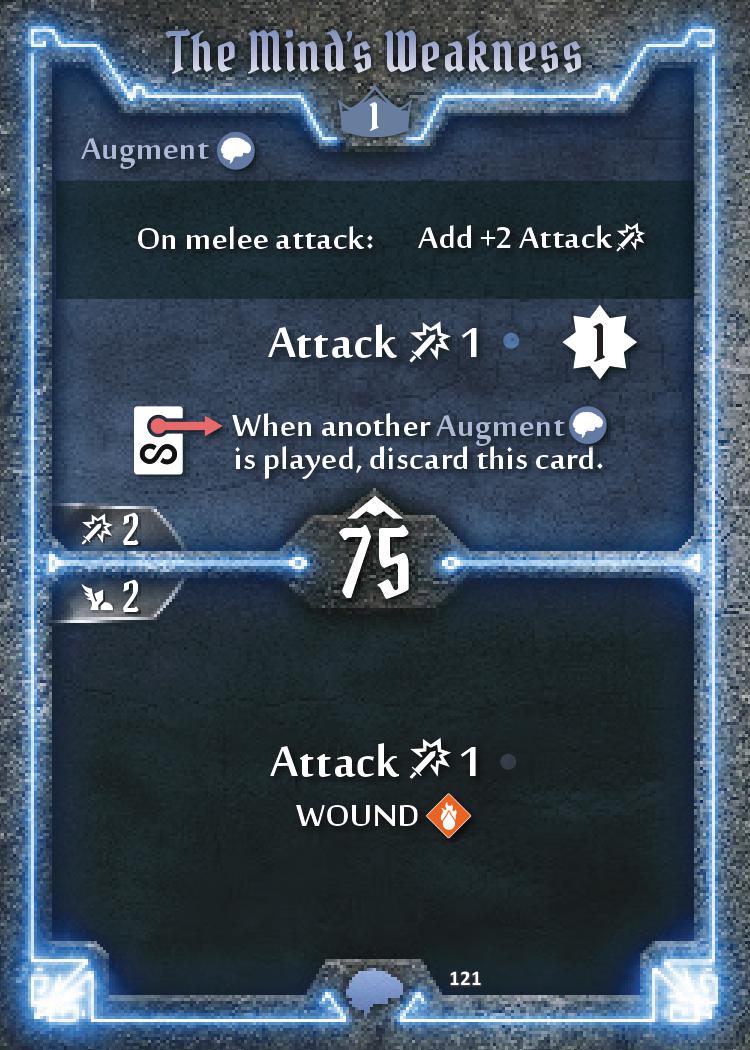 The Mind's Weakness
1
Augment
On melee attack: Add +2 Attack
Attack 1 1
When another Augment
is played, discard this card.
2
75
2
Attack 1
WOUND
121